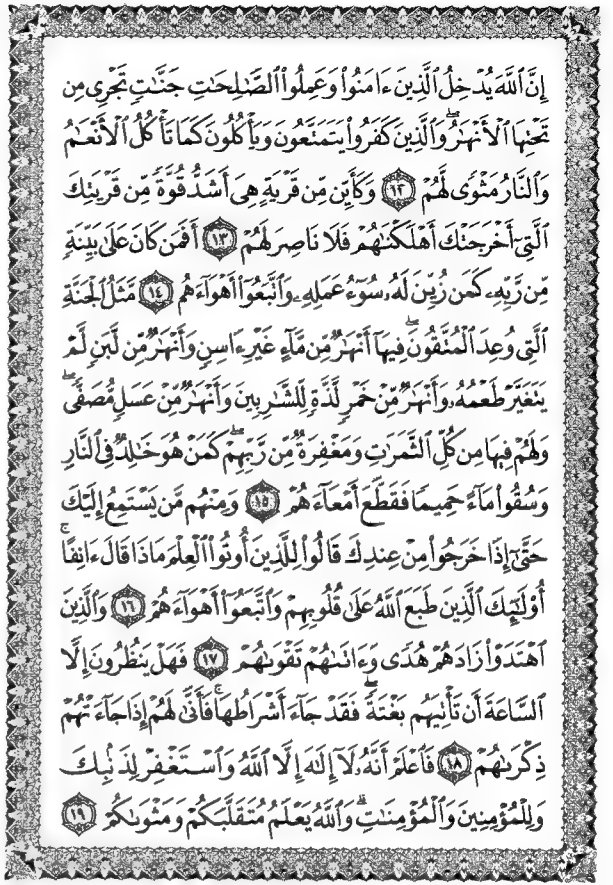 إِنَّ ٱللَّهَ يُدۡخِلُ ٱلَّذِينَ ءَامَنُواْ وَعَمِلُواْ ٱلصَّٰلِحَٰتِ جَنَّٰتٍ تَجۡرِي مِن
تَحۡتِهَا ٱلۡأَنۡهَٰرُۖ وَٱلَّذِينَ كَفَرُواْ يَتَمَتَّعُونَ وَيَأۡكُلُونَ كَمَا تَأۡكُلُ ٱلۡأَنۡعَٰمُ
وَٱلنَّارُ مَثۡوٗى لَّهُمۡ ١٢ وَكَأَيِّن مِّن قَرۡيَةٍ هِيَ أَشَدُّ قُوَّةٗ مِّن قَرۡيَتِكَ
ٱلَّتِيٓ أَخۡرَجَتۡكَ أَهۡلَكۡنَٰهُمۡ فَلَا نَاصِرَ لَهُمۡ ١٣ أَفَمَن كَانَ عَلَىٰ بَيِّنَةٖ
مِّن رَّبِّهِۦ كَمَن زُيِّنَ لَهُۥ سُوٓءُ عَمَلِهِۦ وَٱتَّبَعُوٓاْ أَهۡوَآءَهُم ١٤ مَّثَلُ ٱلۡجَنَّةِ
ٱلَّتِي وُعِدَ ٱلۡمُتَّقُونَۖ فِيهَآ أَنۡهَٰرٞ مِّن مَّآءٍ غَيۡرِ ءَاسِنٖ وَأَنۡهَٰرٞ مِّن لَّبَنٖ لَّمۡ
يَتَغَيَّرۡ طَعۡمُهُۥ وَأَنۡهَٰرٞ مِّنۡ خَمۡرٖ لَّذَّةٖ لِّلشَّٰرِبِينَ وَأَنۡهَٰرٞ مِّنۡ عَسَلٖ مُّصَفّٗىۖ
وَلَهُمۡ فِيهَا مِن كُلِّ ٱلثَّمَرَٰتِ وَمَغۡفِرَةٞ مِّن رَّبِّهِمۡۖ كَمَنۡ هُوَ خَٰلِدٞ فِي ٱلنَّارِ
وَسُقُواْ مَآءً حَمِيمٗا فَقَطَّعَ أَمۡعَآءَهُمۡ ١٥ وَمِنۡهُم مَّن يَسۡتَمِعُ إِلَيۡكَ
حَتَّىٰٓ إِذَا خَرَجُواْ مِنۡ عِندِكَ قَالُواْ لِلَّذِينَ أُوتُواْ ٱلۡعِلۡمَ مَاذَا قَالَ ءَانِفًاۚ
أُوْلَٰٓئِكَ ٱلَّذِينَ طَبَعَ ٱللَّهُ عَلَىٰ قُلُوبِهِمۡ وَٱتَّبَعُوٓاْ أَهۡوَآءَهُمۡ ١٦ وَٱلَّذِينَ
ٱهۡتَدَوۡاْ زَادَهُمۡ هُدٗى وَءَاتَىٰهُمۡ تَقۡوَىٰهُمۡ ١٧ فَهَلۡ يَنظُرُونَ إِلَّا
ٱلسَّاعَةَ أَن تَأۡتِيَهُم بَغۡتَةٗۖ فَقَدۡ جَآءَ أَشۡرَاطُهَاۚ فَأَنَّىٰ لَهُمۡ إِذَا جَآءَتۡهُمۡ
ذِكۡرَىٰهُمۡ ١٨ فَٱعۡلَمۡ أَنَّهُۥ لَآ إِلَٰهَ إِلَّا ٱللَّهُ وَٱسۡتَغۡفِرۡ لِذَنۢبِكَ
وَلِلۡمُؤۡمِنِينَ وَٱلۡمُؤۡمِنَٰتِۗ وَٱللَّهُ يَعۡلَمُ مُتَقَلَّبَكُمۡ وَمَثۡوَىٰكُمۡ ١٩